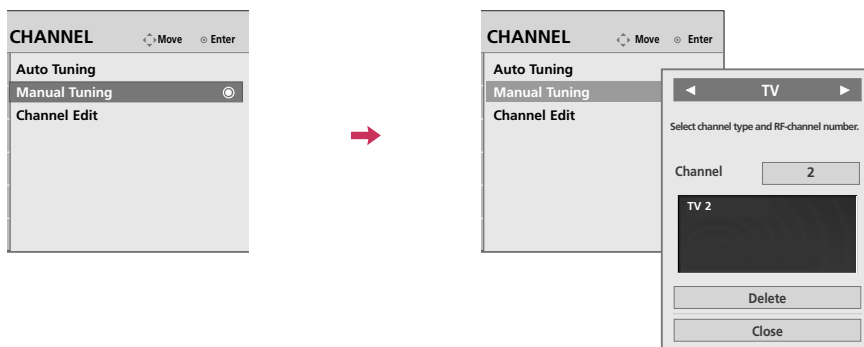 CHANNEL Move Enter
Auto Tuning
Manual Tuning
Channel Edit
CHANNEL Move Enter
Auto Tuning
Manual Tuning
Channel Edit
◄ TV ►
Select channel type and RF-channel number.
Channel 2
TV 2
Delete
Close